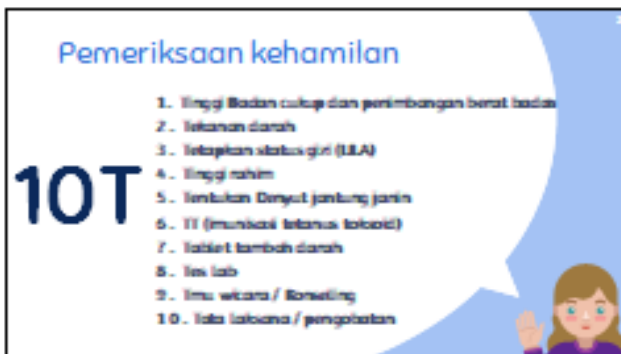 Pemeriksaan kehamilan
10T
1. Tinggi Badan cukup dan penimbangan berat badan
2. Tekanan darah
3. Tetapkan status gizi (LILA)
4. Tinggi rahim
5. Tentukan Denyut jantung janin
6. TT (imunisasi tetanus toksoid)
7. Tablet tambah darah
8. Tes Lab
9. Tmu wicara / Konseling
10. Tata laksana / pengobatan